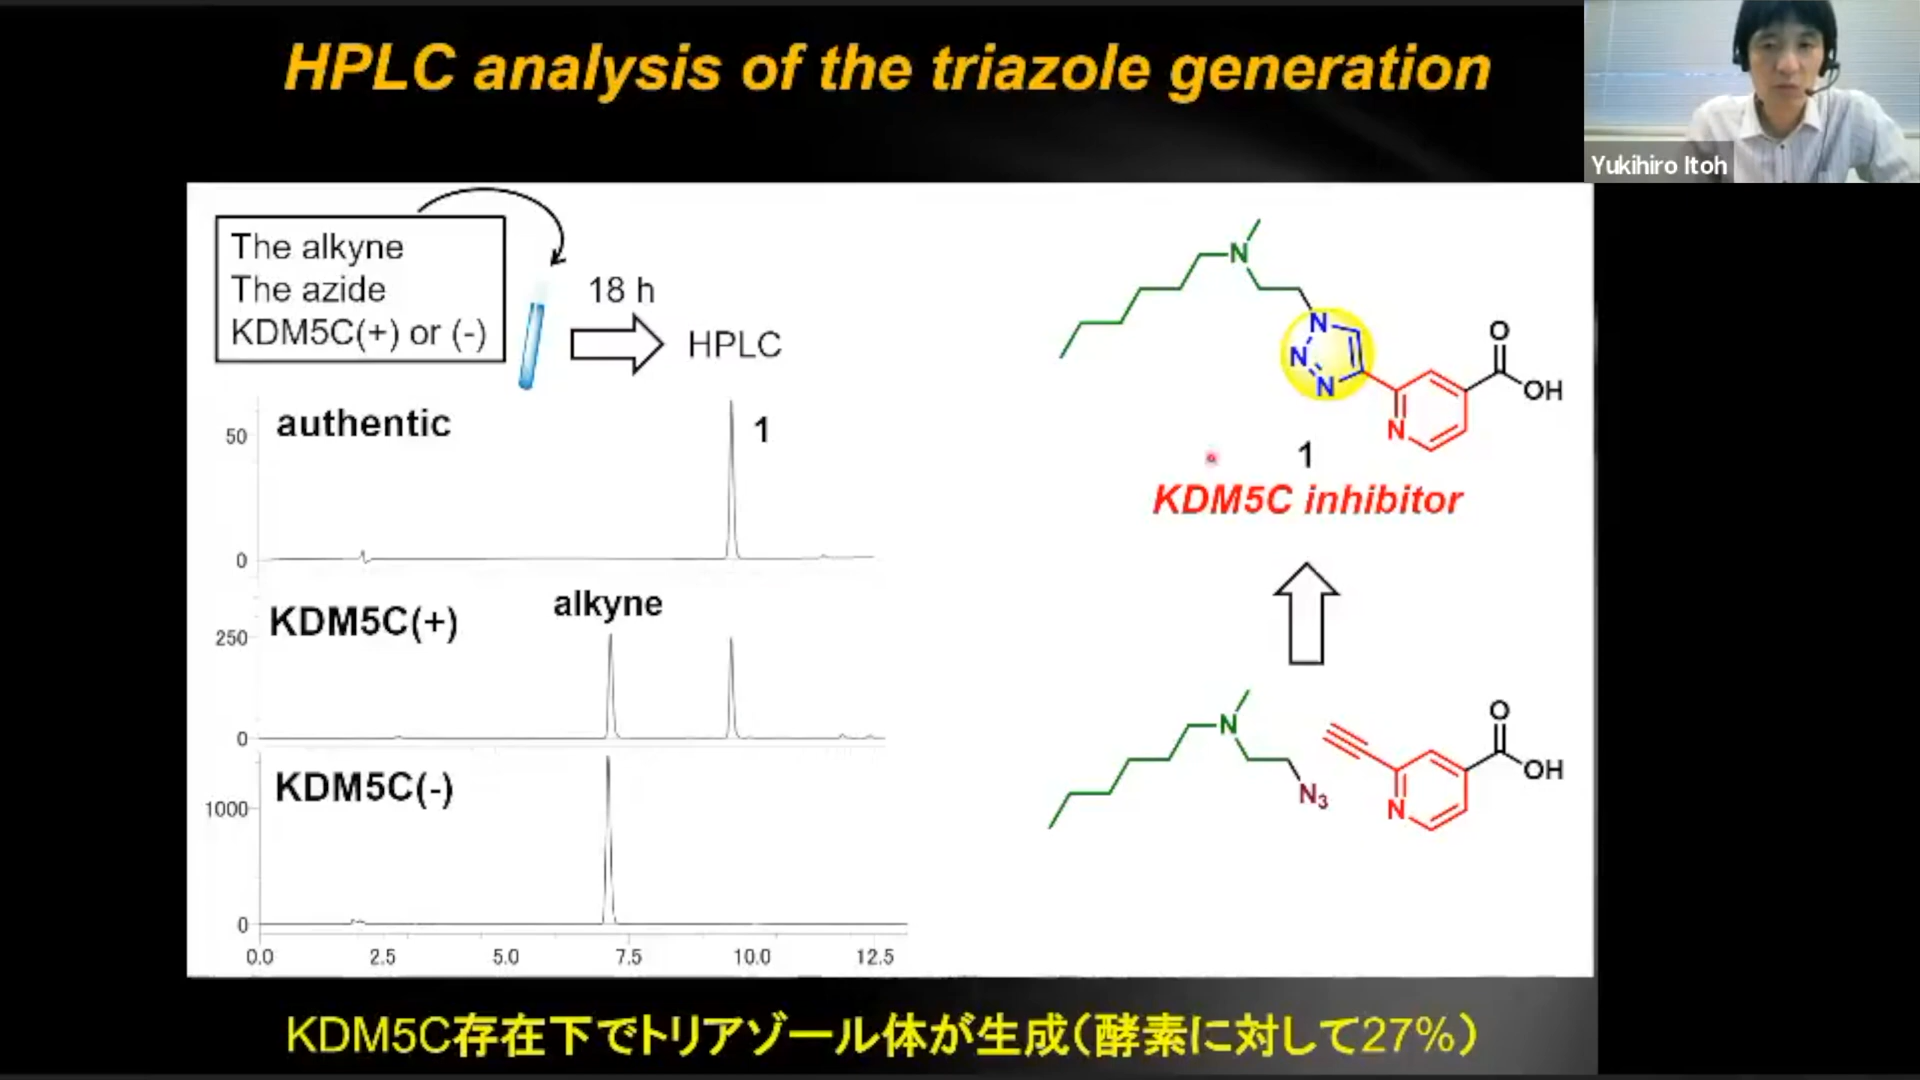 HPLC analysis of the triazole generation
Yukihiro Itoh
The alkyne
The azide
KDM5C(+) or (-)
18 h
HPLC
authentic
1
50
0
KDM5C(+)
alkyne
250
0
KDM5C(-)
1000
0
0.0 2.5 5.0 7.5 10.0 12.5
N
N
N
N
N
O
OH
1
KDM5C inhibitor
N
N3
N
O
OH
KDM5C存在下でトリアゾール体が生成(酵素に対して27%)